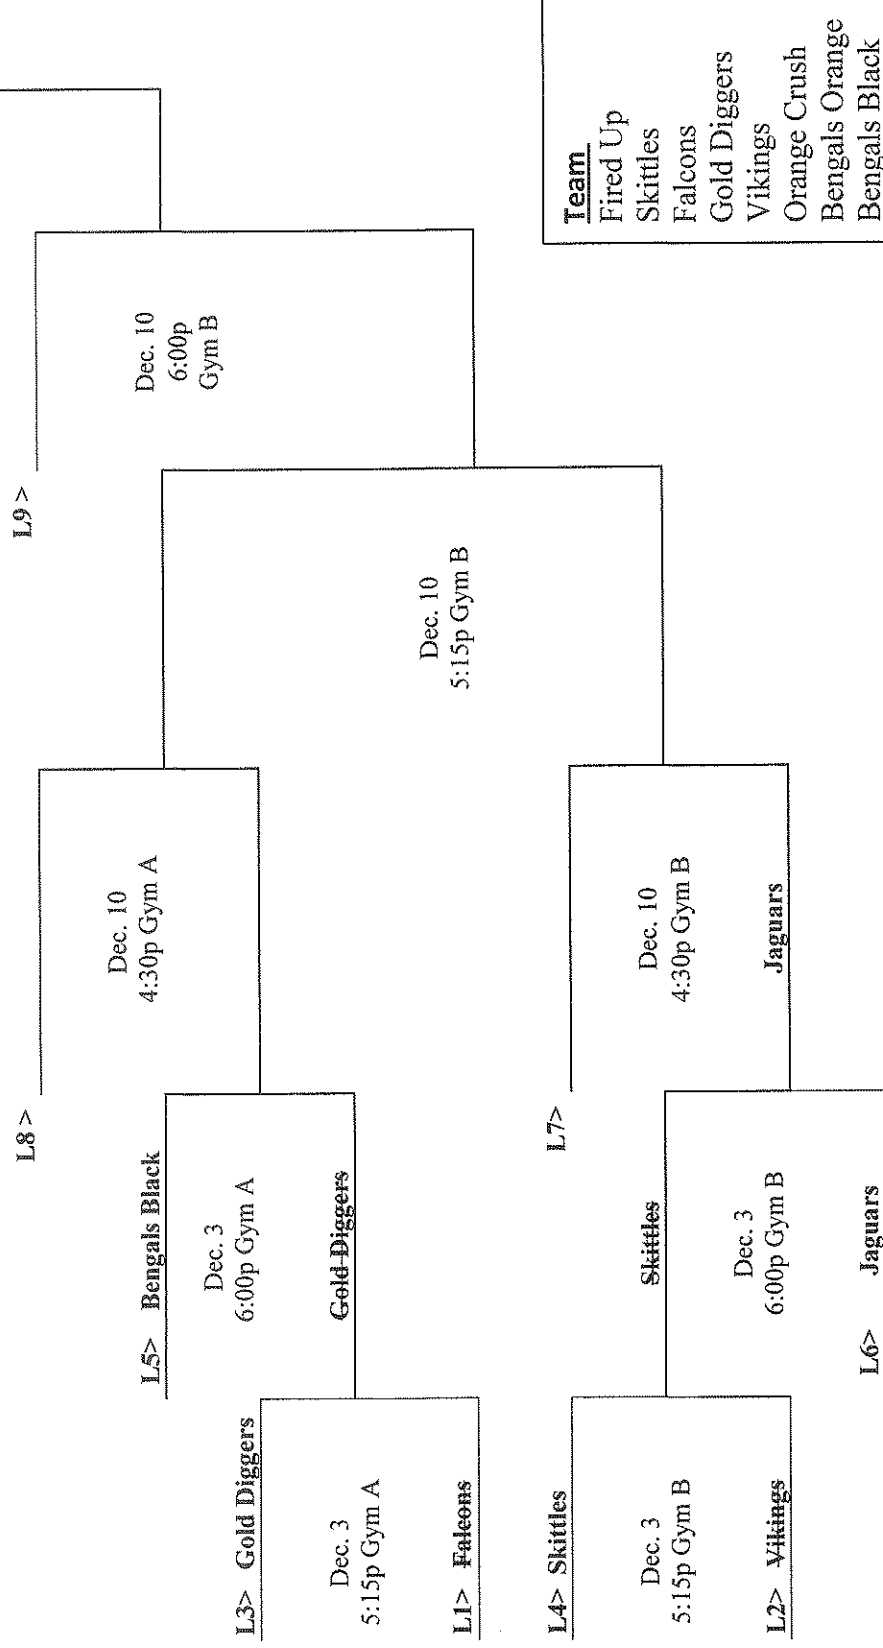 L9 >
Dec. 10
6:00p
Gym B
Dec. 10
5:15p Gym B
L8 >
Dec. 10
4:30p Gym A
L5> Bengals Black
Dec. 3
6:00p Gym A
Gold Diggers
L3> Gold Diggers
Dec. 3
5:15p Gym A
L1> Falcons
L7>
Dec. 10
4:30p Gym B
Jaguars
Skittles
Dec. 3
6:00p Gym B
L6> Jaguars
L4> Skittles
Dec. 3
5:15p Gym B
L2> Vikings
Team
Fired Up
Skittles
Falcons
Gold Diggers
Vikings
Orange Crush
Bengals Orange
Bengals Black